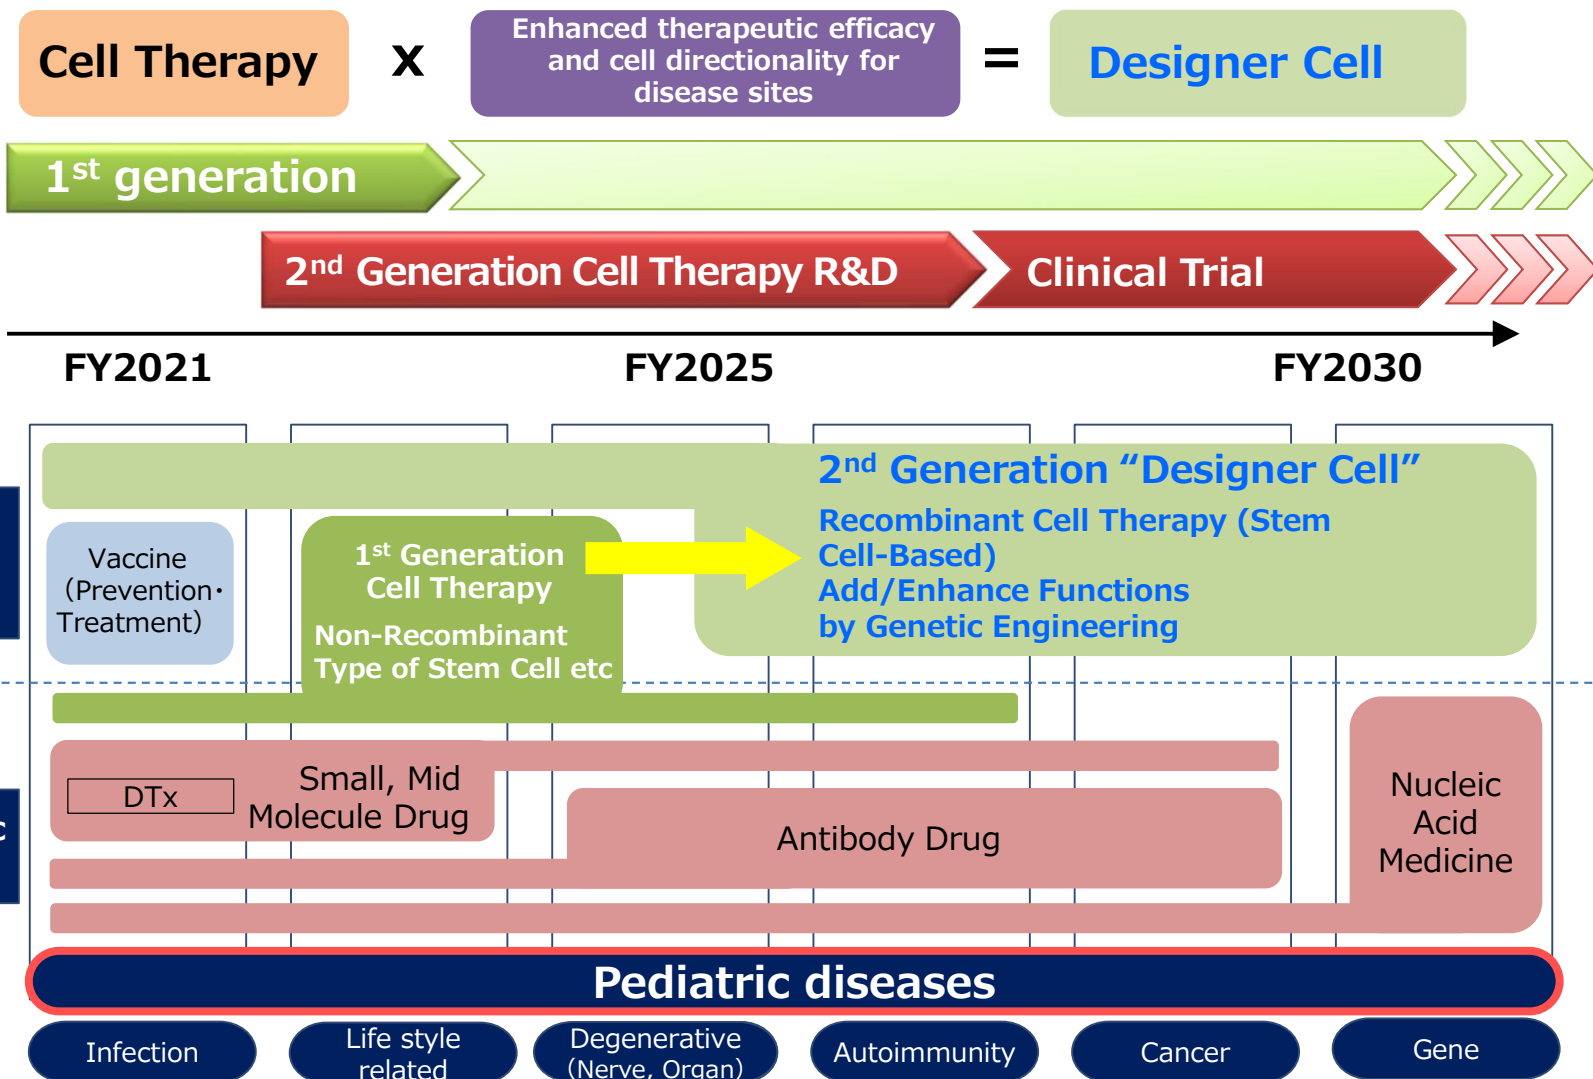 Cell Therapy
x
Enhanced therapeutic efficacy
and cell directionality for
disease sites
=
Designer Cell
1st generation
2nd Generation Cell Therapy R&D
Clinical Trial
FY2021
FY2025
FY2030
2nd Generation “Designer Cell”
Recombinant Cell Therapy (Stem
Cell-Based)
Add/Enhance Functions
by Genetic Engineering
Vaccine
（Prevention・
Treatment）
1st Generation
Cell Therapy
Non-Recombinant
Type of Stem Cell etc
DTx
Small, Mid
Molecule Drug
Antibody Drug
Nucleic
Acid
Medicine
c
Pediatric diseases
Infection
Life style
related
Degenerative
（Nerve, Organ）
Autoimmunity
Cancer
Gene